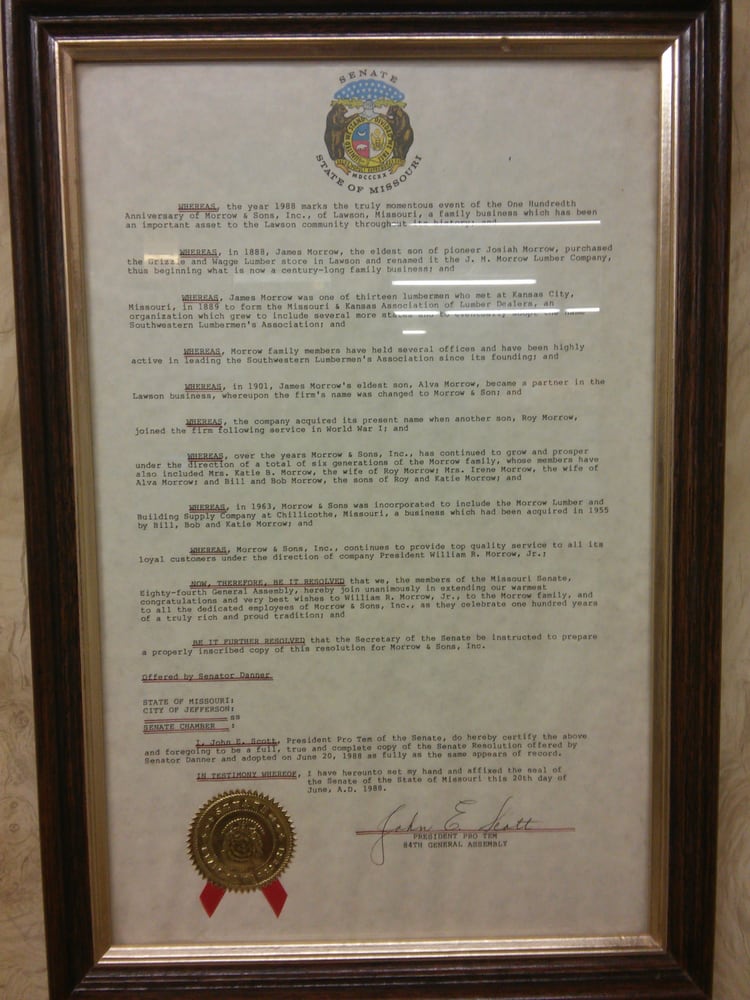 SENATE
STATE OF MISSOURI
MDCCCXX
WHEREAS, the year 1988 marks the truly momentous event of the One Hundredth
Anniversary of Morrow & Sons, Inc., of Lawson, Missouri, a family business which has been
an important asset to the Lawson community throughout its history; and
WHEREAS, in 1888, James Morrow, the eldest son of pioneer Josiah Morrow, purchased
the Grizzle and Wagge Lumber store in Lawson and renamed it the J. M. Morrow Lumber Company,
thus beginning what is now a century-long family business; and
WHEREAS, James Morrow was one of thirteen lumbermen who met at Kansas City,
Missouri, in 1889 to form the Missouri & Kansas Association of Lumber Dealers, an
organization which grew to include several more states and to eventually adopt the name
Southwestern Lumbermen's Association; and
WHEREAS, Morrow family members have held several offices and have been highly
active in leading the Southwestern Lumbermen's Association since its founding; and
WHEREAS, in 1901, James Morrow's eldest son, Alva Morrow, became a partner in the
Lawson business, whereupon the firm's name was changed to Morrow & Son; and
WHEREAS, the company acquired its present name when another son, Roy Morrow,
joined the firm following service in World War I; and
WHEREAS, over the years Morrow & Sons, Inc., has continued to grow and prosper
under the direction of a total of six generations of the Morrow family, whose members have
also included Mrs. Katie B. Morrow, the wife of Roy Morrow; Mrs. Irene Morrow, the wife of
Alva Morrow; and Bill and Bob Morrow, the sons of Roy and Katie Morrow; and
WHEREAS, in 1963, Morrow & Sons was incorporated to include the Morrow Lumber and
Building Supply Company at Chillicothe, Missouri, a business which had been acquired in 1955
by Bill, Bob and Katie Morrow; and
WHEREAS, Morrow & Sons, Inc., continues to provide top quality service to all its
loyal customers under the direction of company President William R. Morrow, Jr.;
NOW, THEREFORE, BE IT RESOLVED that we, the members of the Missouri Senate,
Eighty-fourth General Assembly, hereby join unanimously in extending our warmest
congratulations and very best wishes to William R. Morrow, Jr., to the Morrow family, and
to all the dedicated employees of Morrow & Sons, Inc., as they celebrate one hundred years
of a truly rich and proud tradition; and
BE IT FURTHER RESOLVED that the Secretary of the Senate be instructed to prepare
a properly inscribed copy of this resolution for Morrow & Sons, Inc.
Offered by Senator Danner
STATE OF MISSOURI:
CITY OF JEFFERSON:
ss
SENATE CHAMBER :
I, John E. Scott, President Pro Tem of the Senate, do hereby certify the above
and foregoing to be a full, true and complete copy of the Senate Resolution offered by
Senator Danner and adopted on June 20, 1988 as fully as the same appears of record.
IN TESTIMONY WHEREOF, I have hereunto set my hand and affixed the seal of
the Senate of the State of Missouri this 20th day of
June, A.D. 1988.
John E. Scott
PRESIDENT PRO TEM
84TH GENERAL ASSEMBLY